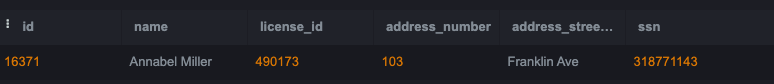 id name license_id address_number address_stree... ssn
16371 Annabel Miller 490173 103 Franklin Ave 318771143